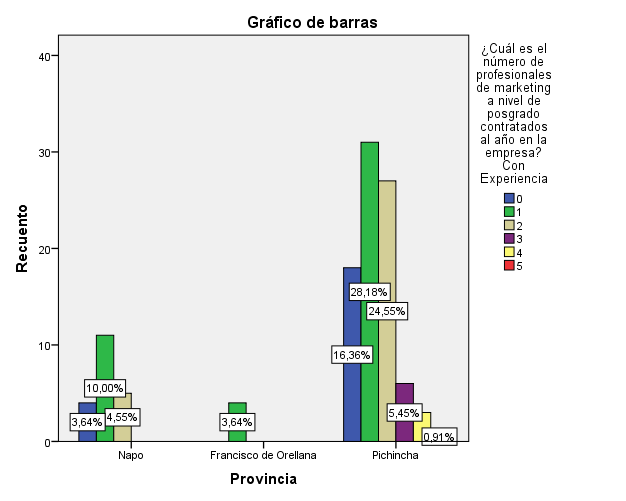 Gráfico de barras
¿Cuál es el
número de
profesionales
de marketing
a nivel de
posgrado
contratados
al año en la
empresa?
Con
Experiencia
0
1
2
3
4
5
Recuento
40
30
20
10
0
3,64%
10,00%
4,55%
3,64%
16,36%
28,18%
24,55%
5,45%
0,91%
Napo
Francisco de Orellana
Pichincha
Provincia